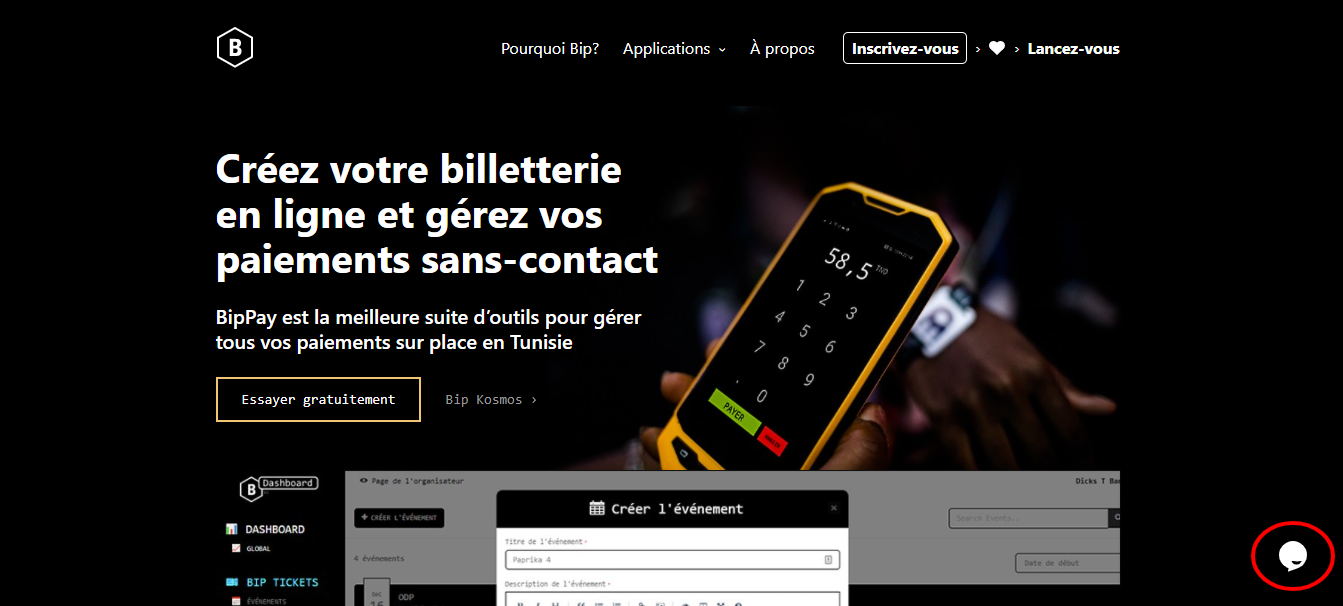 B
Pourquoi Bip?
Applications
À propos
Inscrivez-vous
›
›
Lancez-vous
Créez votre billetterie
en ligne et gérez vos
paiements sans-contact
BipPay est la meilleure suite d’outils pour gérer
tous vos paiements sur place en Tunisie
Essayer gratuitement
Bip Kosmos ›
58,5 TND
1 2 3
4 5 6
7 8 9
. 0
PAYER
B Dashboard
Page de l'organisateur
Créer l'événement
×
+ CRÉER L'ÉVÉNEMENT
Search Events..
DASHBOARD
GLOBAL
Titre de l'événement
Paprika 4
4 événements
Date de début
BIP TICKETS
Description de l'événement
ÉVÉNEMENTS
DEC
16
ODP